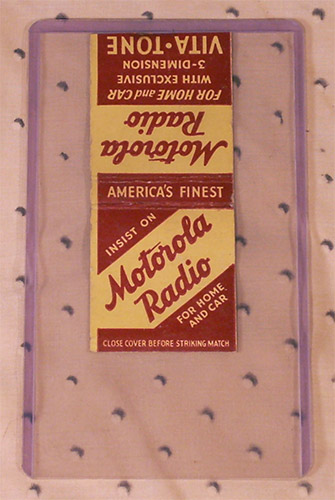 VITA-TONE
3-DIMENSION
WITH EXCLUSIVE
FOR HOME and CAR
Motorola
Radio
AMERICA'S FINEST
INSIST ON
Motorola
Radio
FOR HOME
AND CAR
CLOSE COVER BEFORE STRIKING MATCH